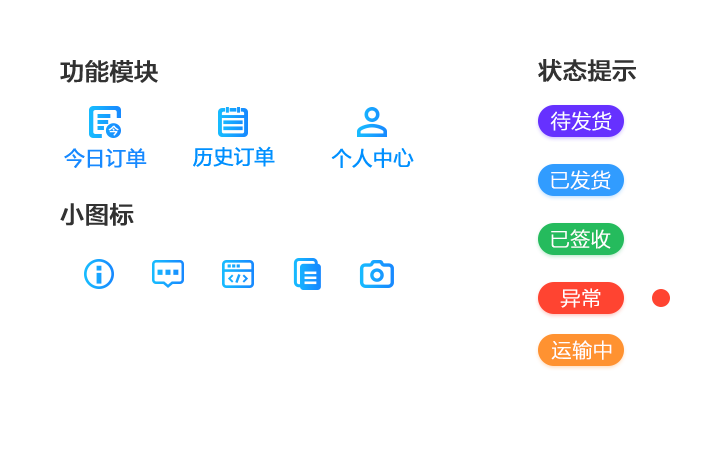 功能模块
今
今日订单
历史订单
个人中心
小图标
状态提示
待发货
已发货
已签收
异常
运输中